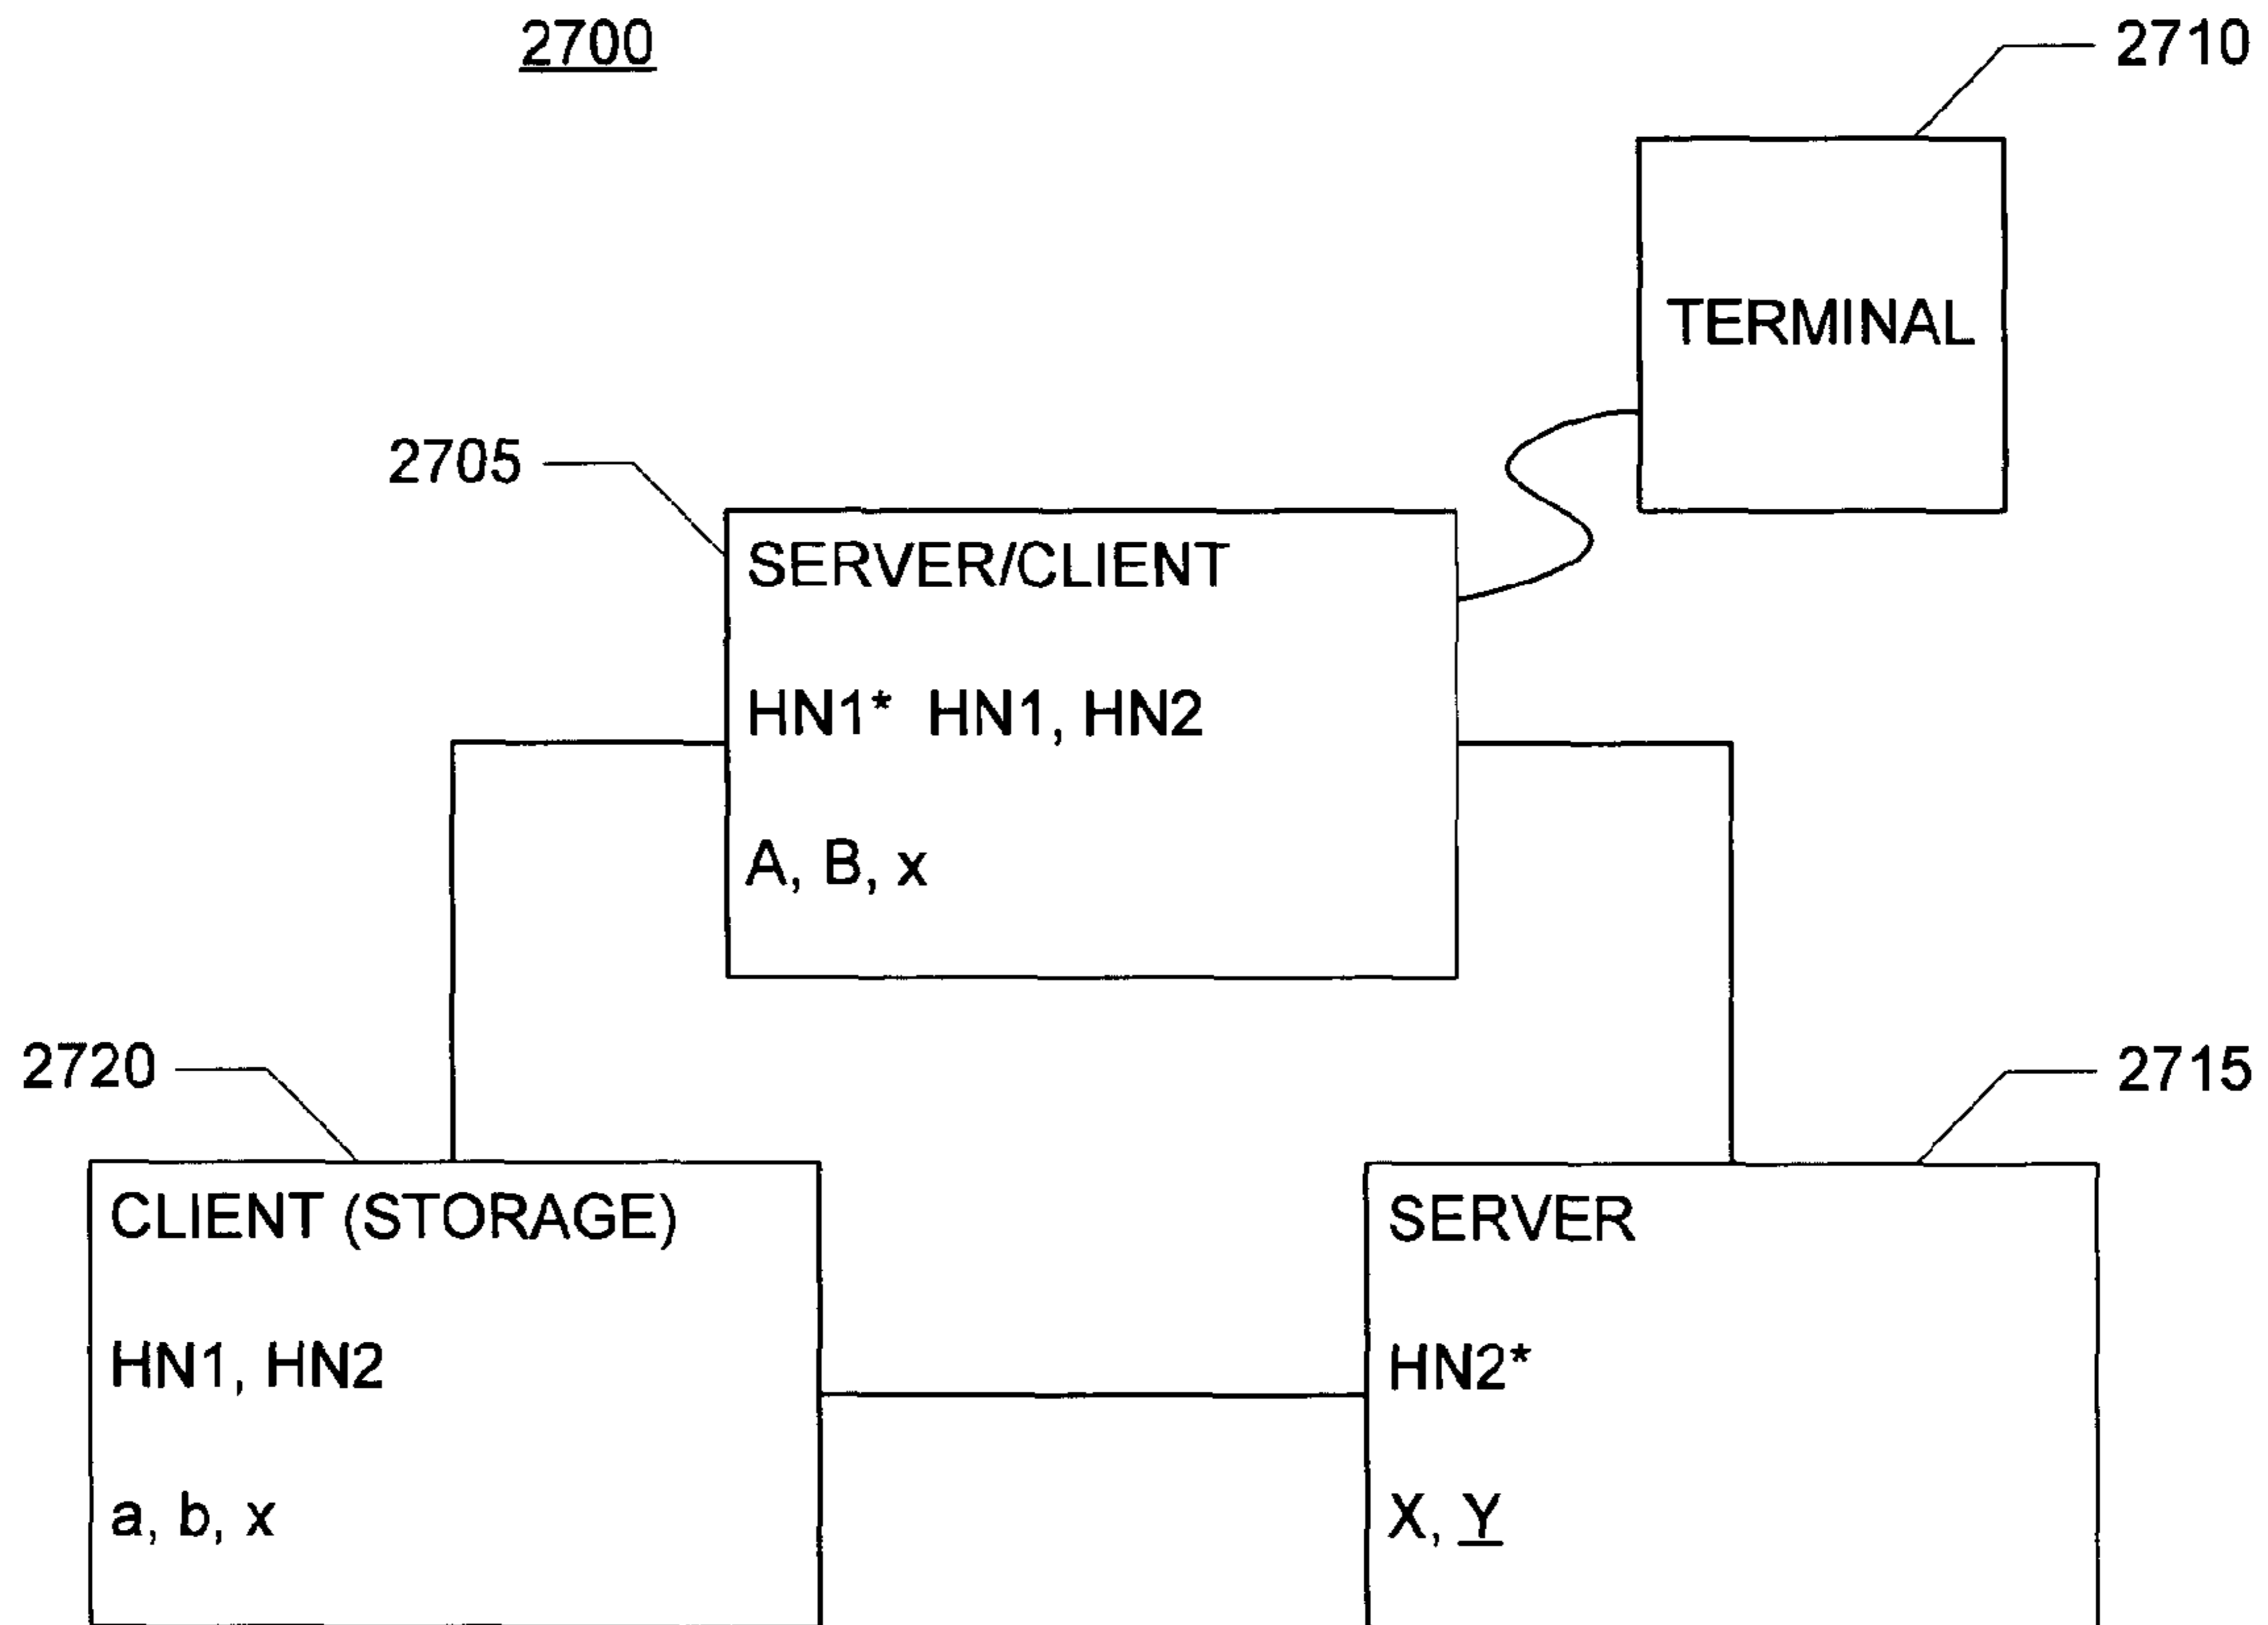 2700
2710
TERMINAL
2705
SERVER/CLIENT
HN1* HN1, HN2
A, B, x
2720
2715
CLIENT (STORAGE)
HN1, HN2
a, b, x
SERVER
HN2*
X, Y